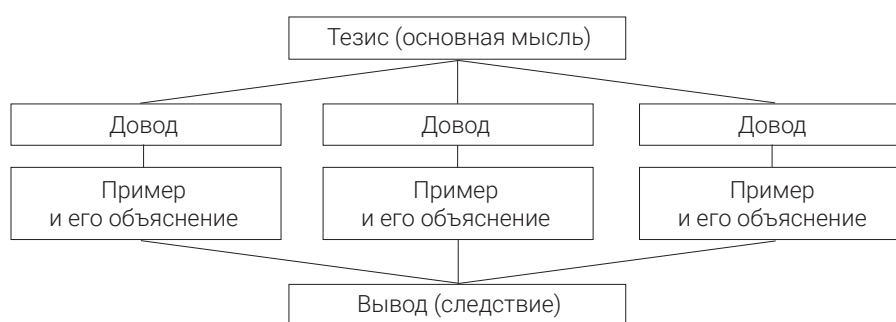 Тезис (основная мысль)
Довод
Довод
Довод
Пример
и его объяснение
Пример
и его объяснение
Пример
и его объяснение
Вывод (следствие)